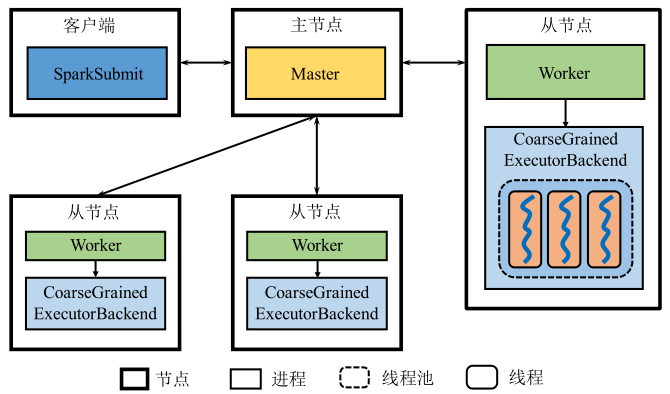 客户端
SparkSubmit
主节点
Master
从节点
Worker
CoarseGrained
ExecutorBackend
从节点
Worker
CoarseGrained
ExecutorBackend
从节点
Worker
CoarseGrained
ExecutorBackend
节点
进程
线程池
线程